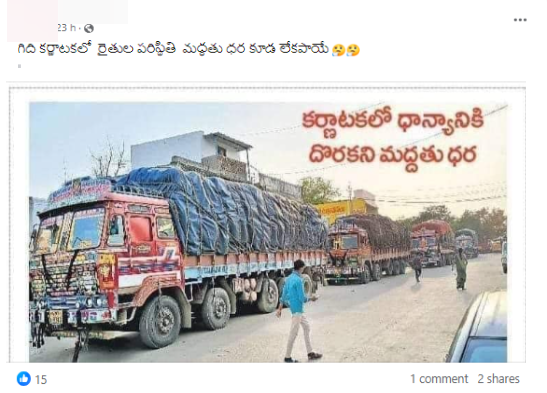 23 h ·
గిది కర్ణాటకలో రైతుల పరిస్థితి మద్దతు ధర కూడ లేకపాయే
కర్ణాటకలో ధాన్యానికి
దొరకని మద్దతు ధర
15
1 comment 2 shares